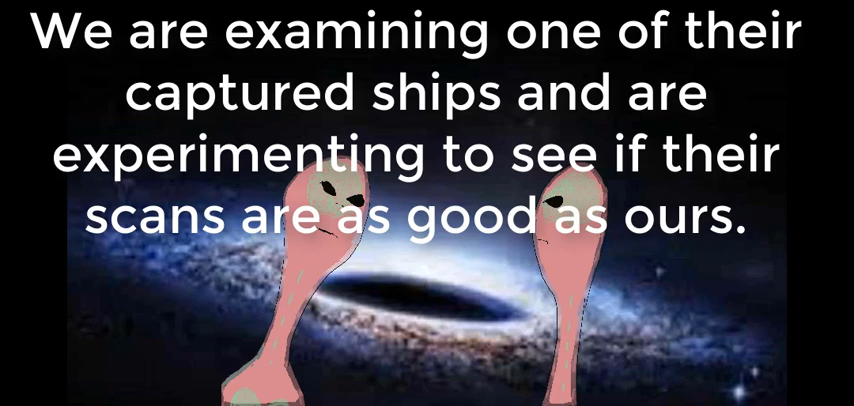 We are examining one of their
captured ships and are
experimenting to see if their
scans are as good as ours.